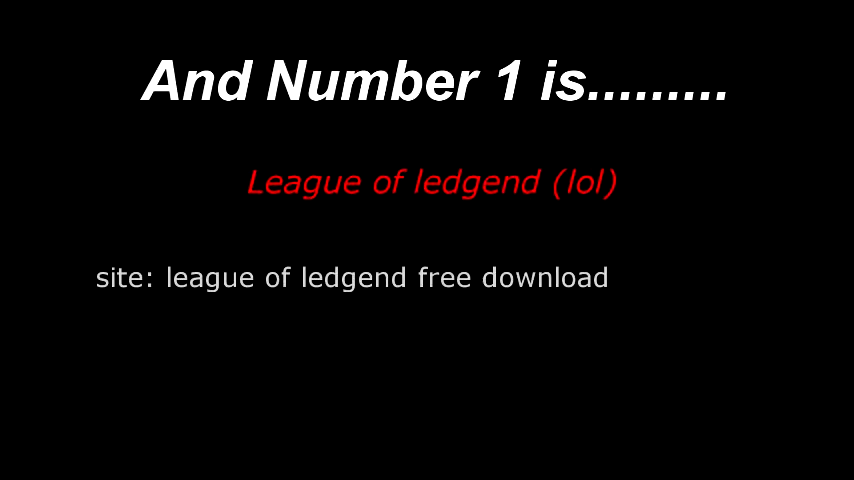 And Number 1 is.........
League of ledgend (lol)
site: league of ledgend free download